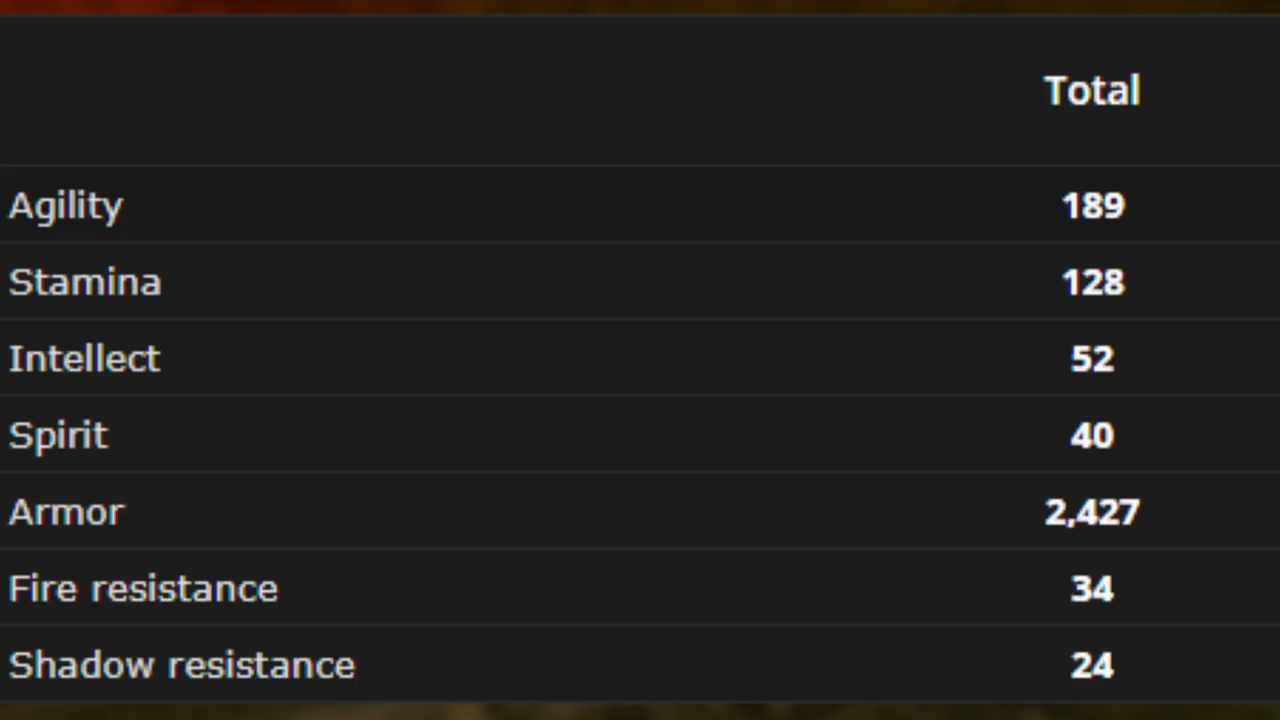 Total
Agility 189
Stamina 128
Intellect 52
Spirit 40
Armor 2,427
Fire resistance 34
Shadow resistance 24